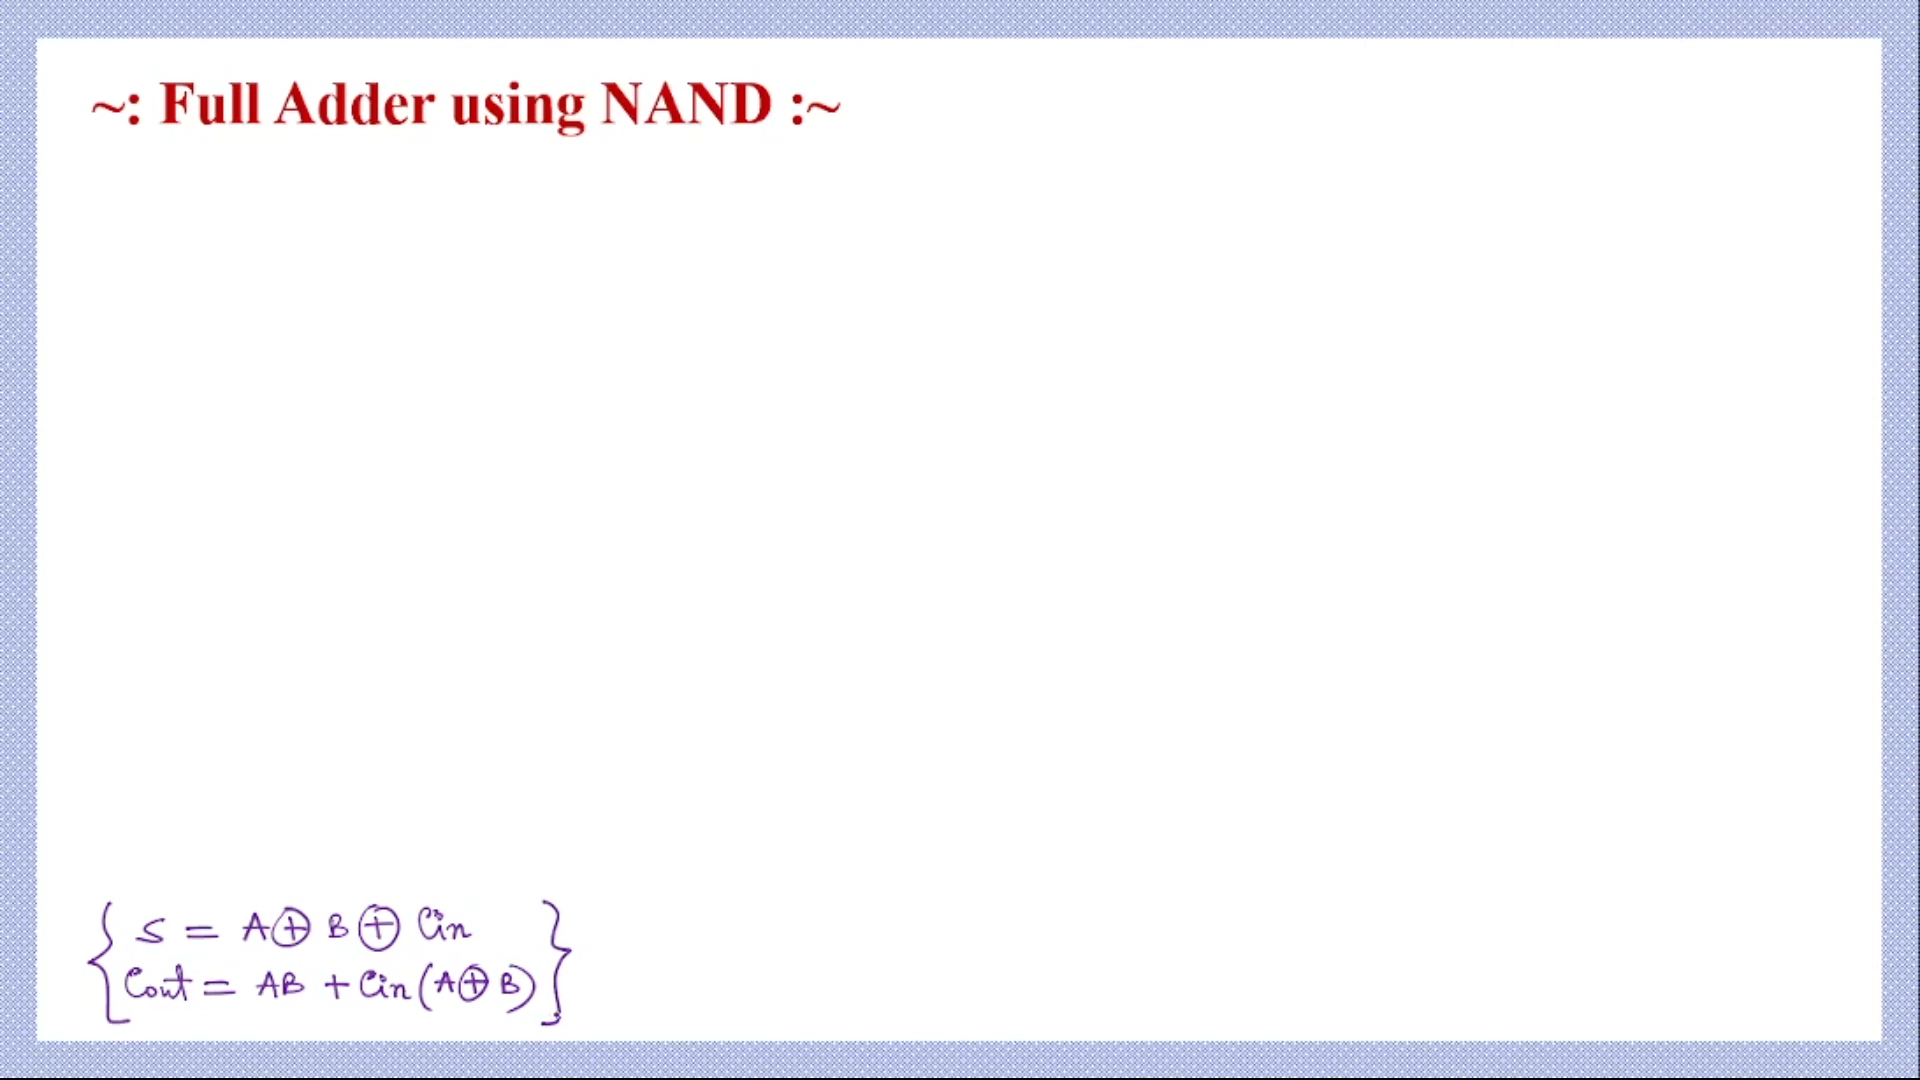 ~: Full Adder using NAND :~
S = A⊕B⊕Cin
Cout = AB + Cin(A⊕B)